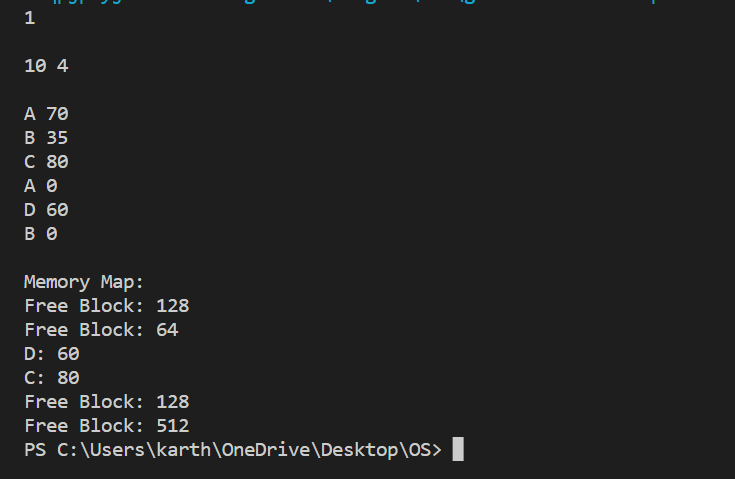 1
10 4
A 70
B 35
C 80
A 0
D 60
B 0
Memory Map:
Free Block: 128
Free Block: 64
D: 60
C: 80
Free Block: 128
Free Block: 512
PS C:\Users\karth\OneDrive\Desktop\OS>